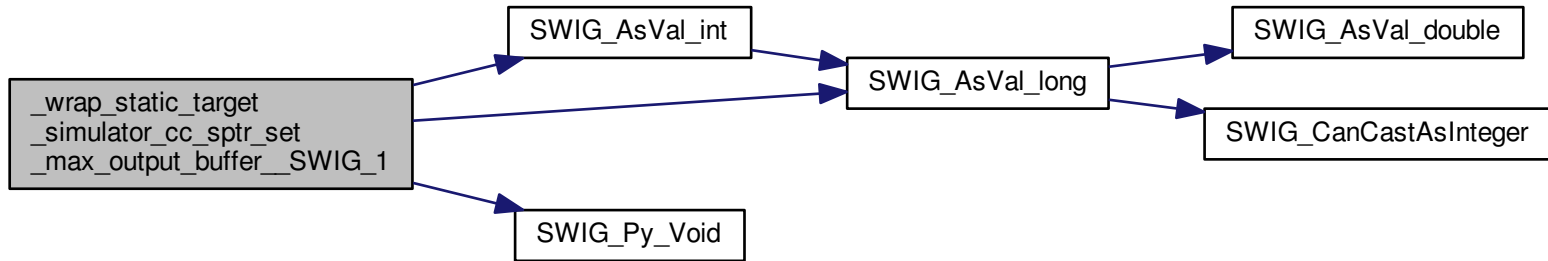 _wrap_static_target
_simulator_cc_sptr_set
_max_output_buffer__SWIG_1
SWIG_AsVal_int
SWIG_AsVal_long
SWIG_AsVal_double
SWIG_CanCastAsInteger
SWIG_Py_Void